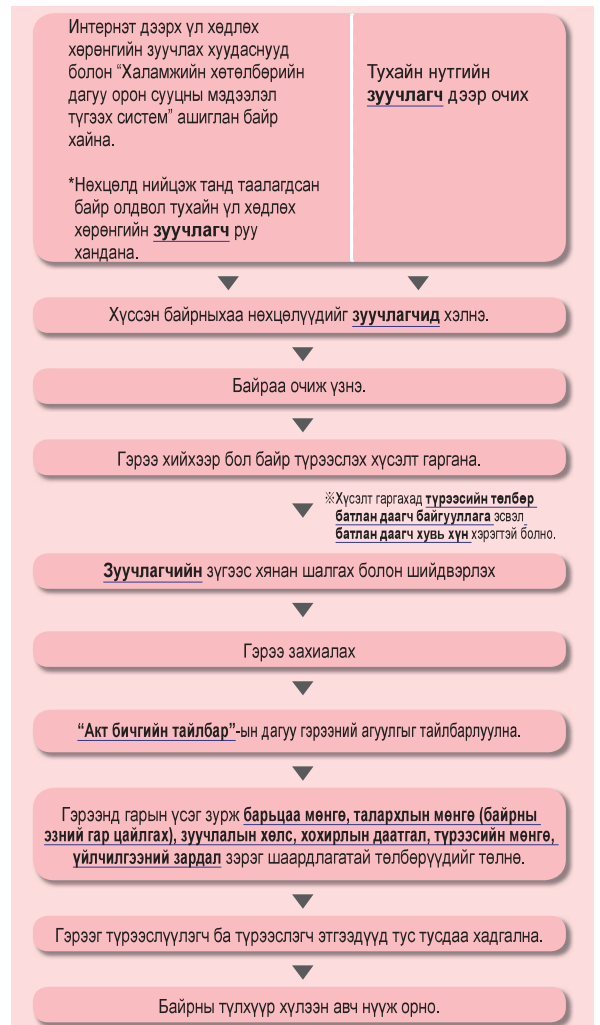 Интернэт дээрх үл хөдлөх
хөрөнгийн зуучлах хуудаснууд
болон “Халамжийн хөтөлбөрийн
дагуу орон сууцны мэдээлэл
түгээх систем” ашиглан байр
хайна.
*Нөхцөлд нийцэж танд таалагдсан
байр олдвол тухайн үл хөдлөх
хөрөнгийн зуучлагч руу
хандана.
Тухайн нутгийн
зуучлагч дээр очих
Хүссэн байрныхаа нөхцөлүүдийг зуучлагчид хэлнэ.
Байраа очиж үзнэ.
Гэрээ хийхээр бол байр түрээслэх хүсэлт гаргана.
※Хүсэлт гаргахад түрээсийн төлбөр
батлан даагч байгууллага эсвэл
батлан даагч хувь хүн хэрэгтэй болно.
Зуучлагчийн зүгээс хянан шалгах болон шийдвэрлэх
Гэрээ захиалах
“Акт бичгийн тайлбар”-ын дагуу гэрээний агуулгыг тайлбарлуулна.
Гэрээнд гарын үсэг зурж барьцаа мөнгө, талархлын мөнгө (байрны
эзний гар цайлгах), зуучлалын хөлс, хохирлын даатгал, түрээсийн мөнгө,
үйлчилгээний зардал зэрэг шаардлагатай төлбөрүүдийг төлнө.
Гэрээг түрээслүүлэгч ба түрээслэгч этгээдүүд тус тусдаа хадгална.
Байрны түлхүүр хүлээн авч нүүж орно.